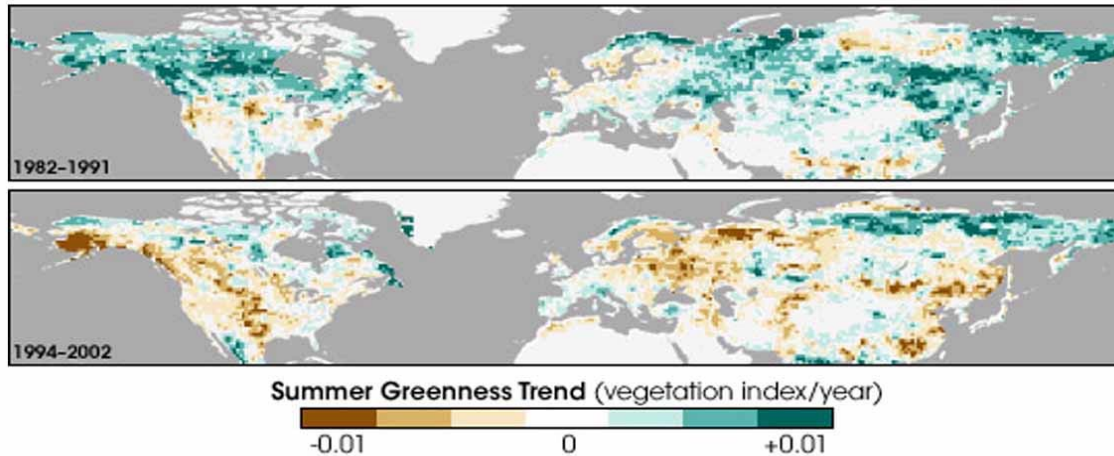 1982–1991
1994–2002
Summer Greenness Trend (vegetation index/year)
-0.01 0 +0.01